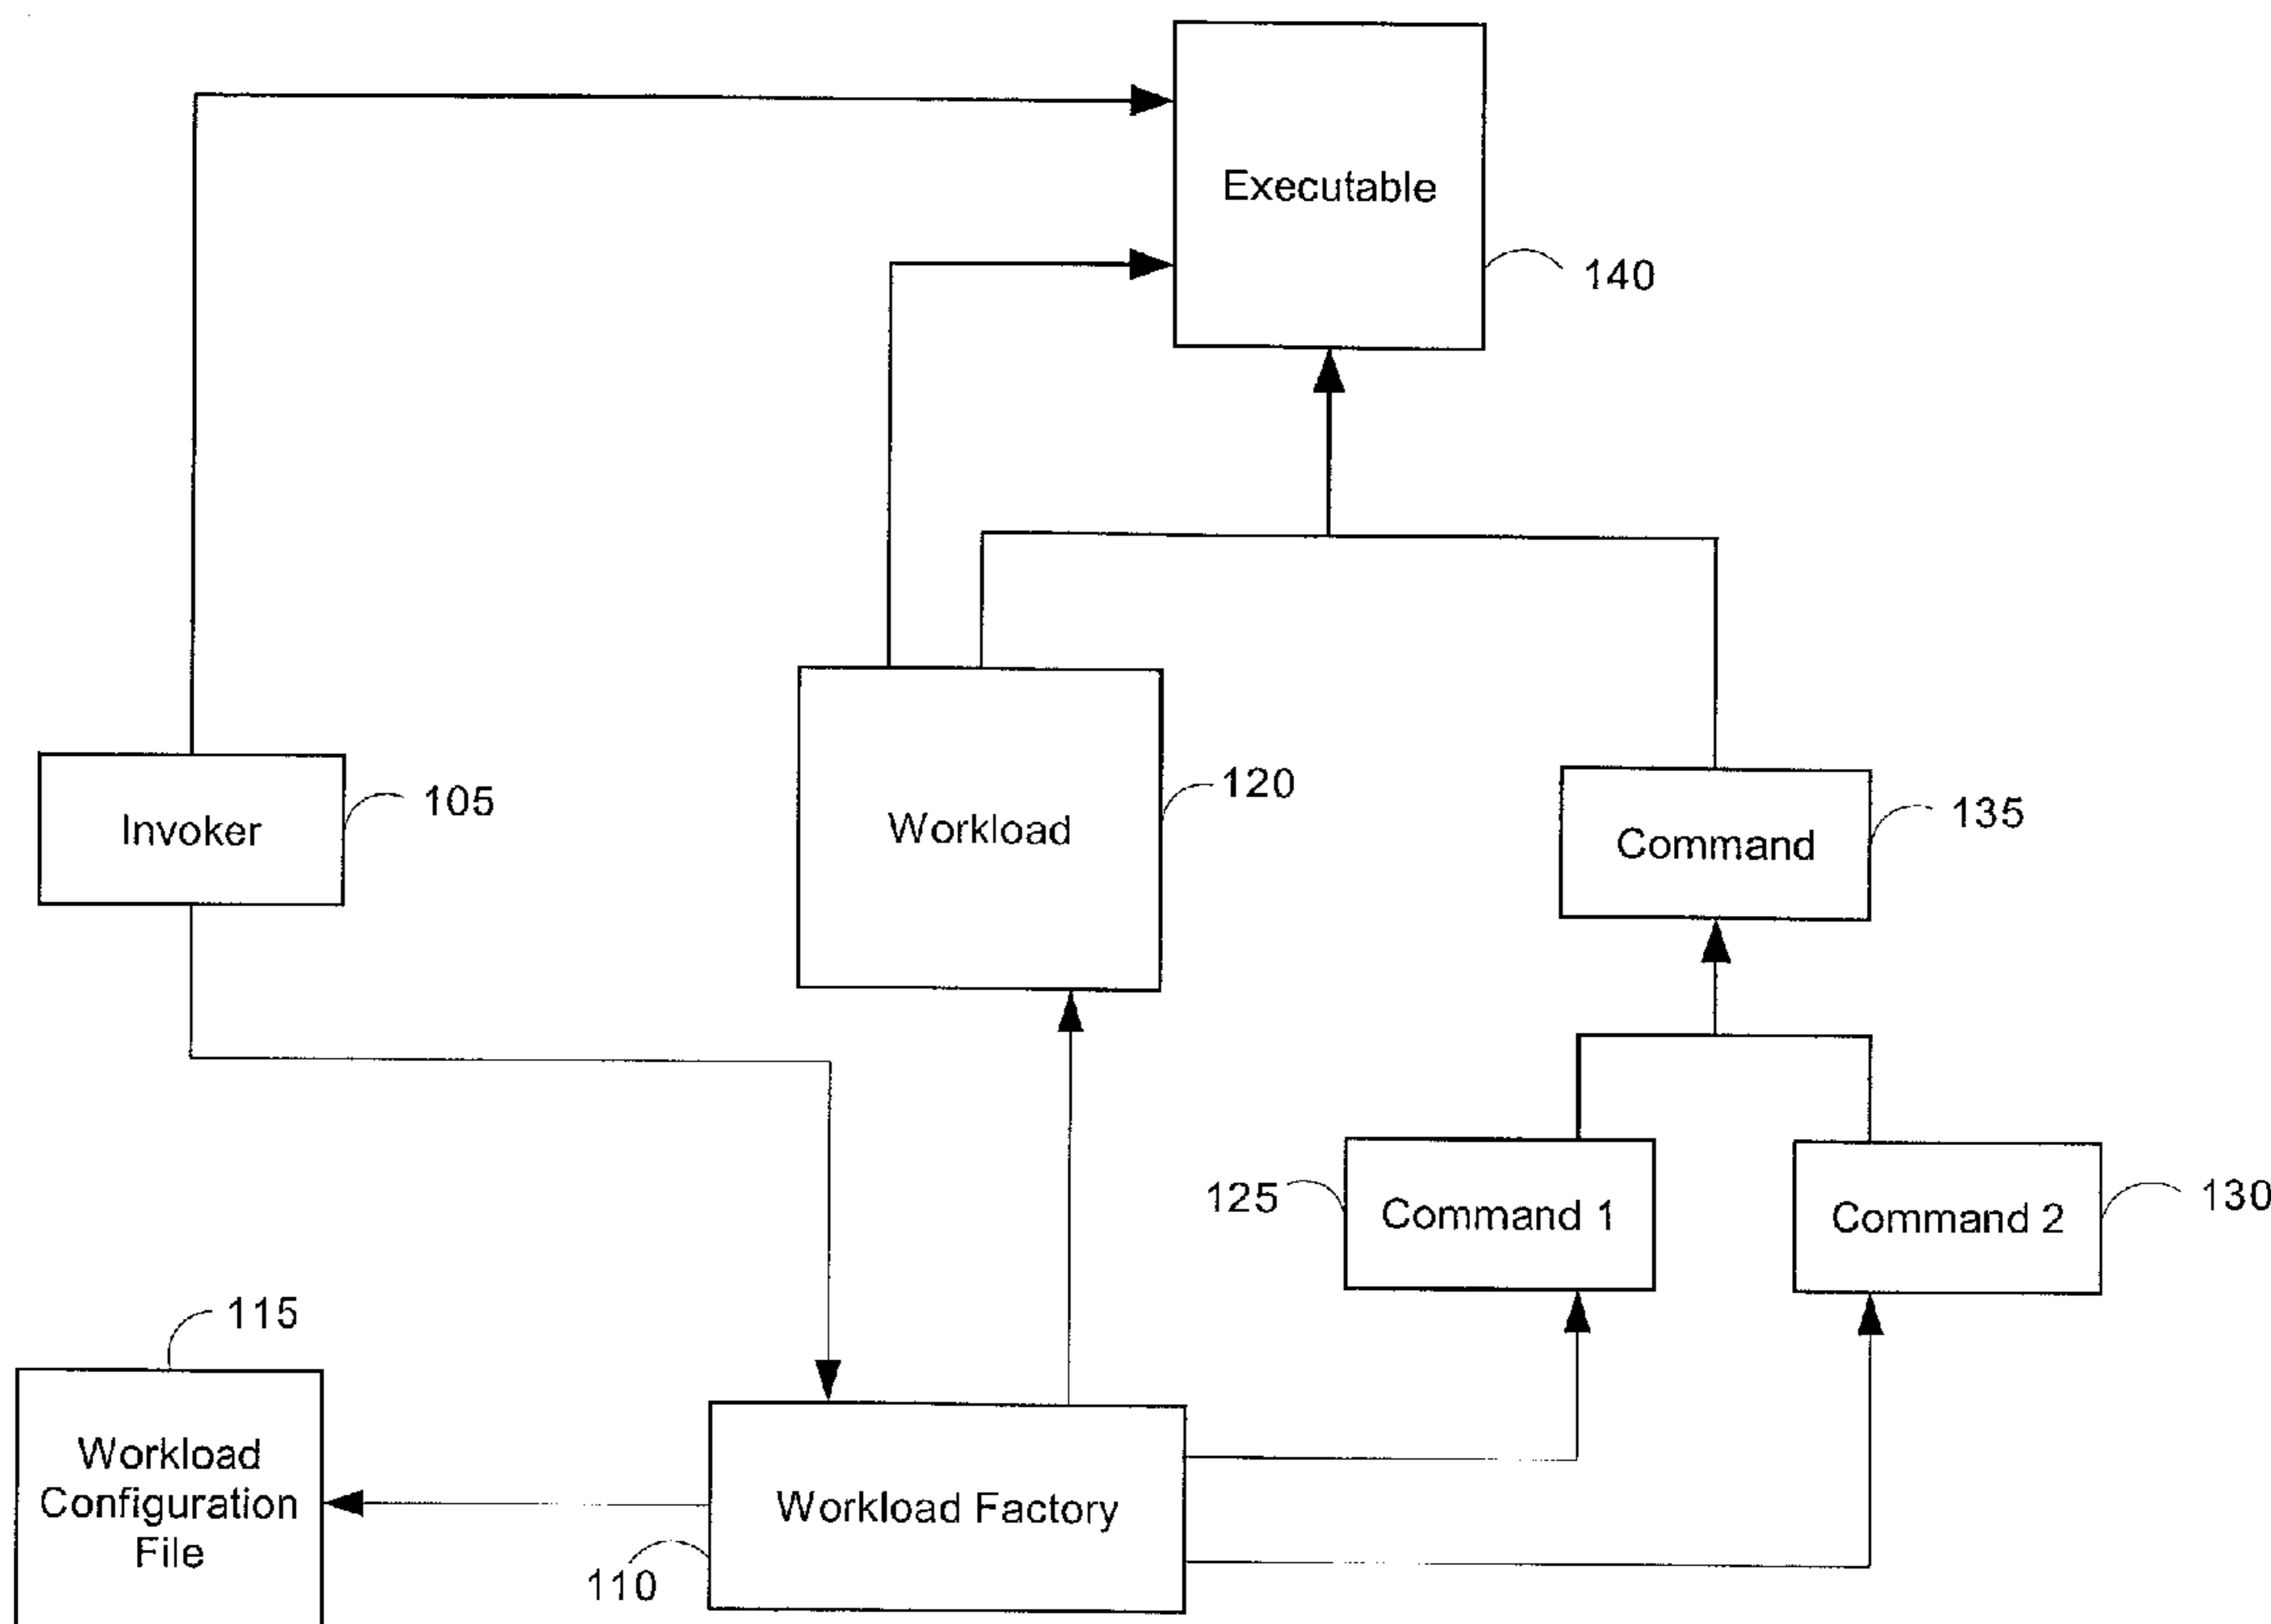 Executable
140
Invoker
105
Workload
120
Command
135
Command 1
125
Command 2
130
Workload
Configuration
File
115
Workload Factory
110